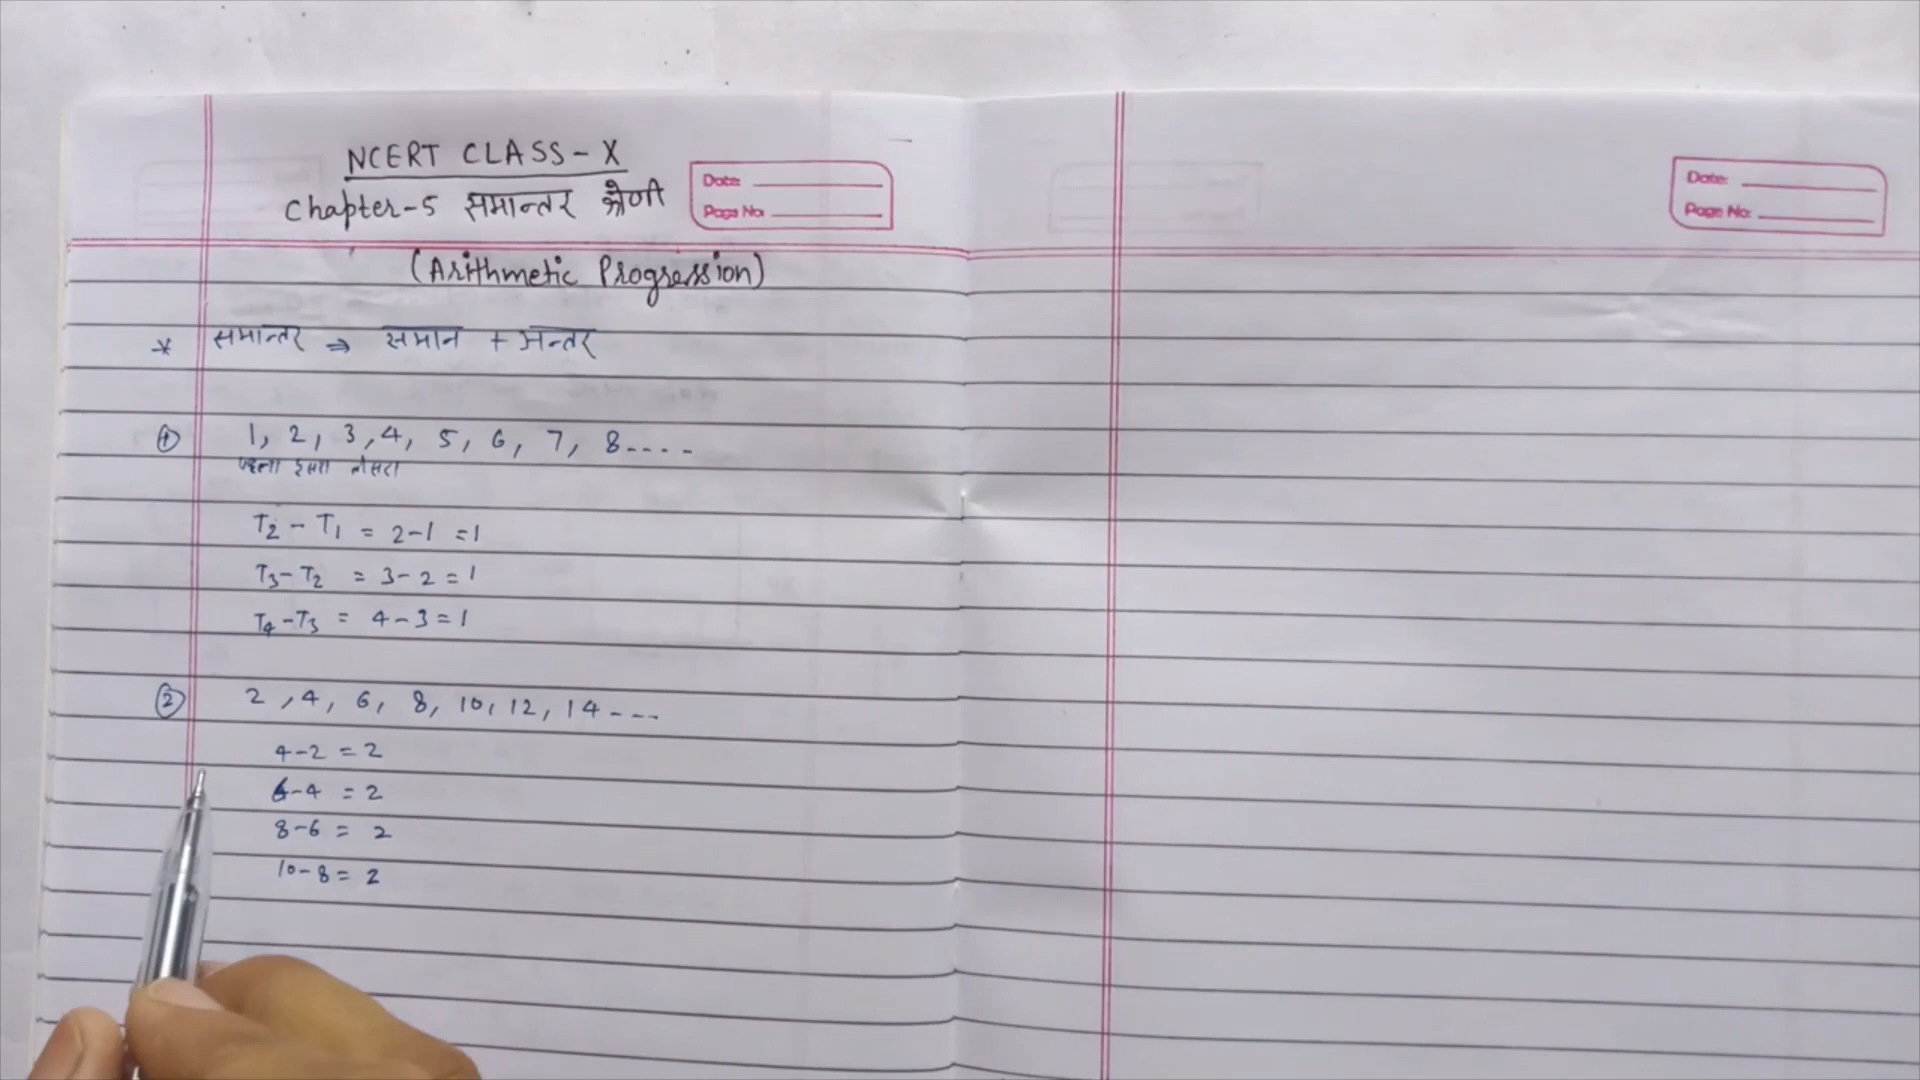 NCERT CLASS-X
Chapter-5 समान्तर श्रेणी
Date:
Page No:
(Arithmetic Progression)
* समान्तर ⇒ समान + अन्तर
① 1, 2, 3, 4, 5, 6, 7, 8....
पहला दूसरा तीसरा
T2 - T1 = 2-1 = 1
T3 - T2 = 3-2 = 1
T4 - T3 = 4-3 = 1
② 2, 4, 6, 8, 10, 12, 14 ---
4-2 = 2
6-4 = 2
8-6 = 2
10-8 = 2
Date:
Page No: